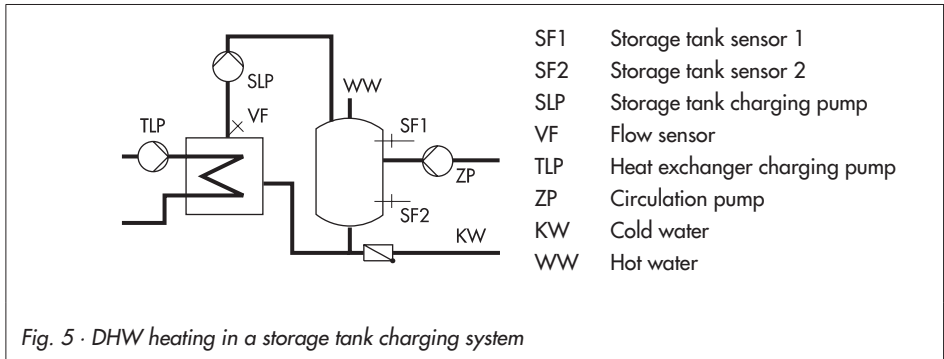 SLP
VF
TLP
WW
SF1
ZP
SF2
KW
SF1 Storage tank sensor 1
SF2 Storage tank sensor 2
SLP Storage tank charging pump
VF Flow sensor
TLP Heat exchanger charging pump
ZP Circulation pump
KW Cold water
WW Hot water
Fig. 5 · DHW heating in a storage tank charging system